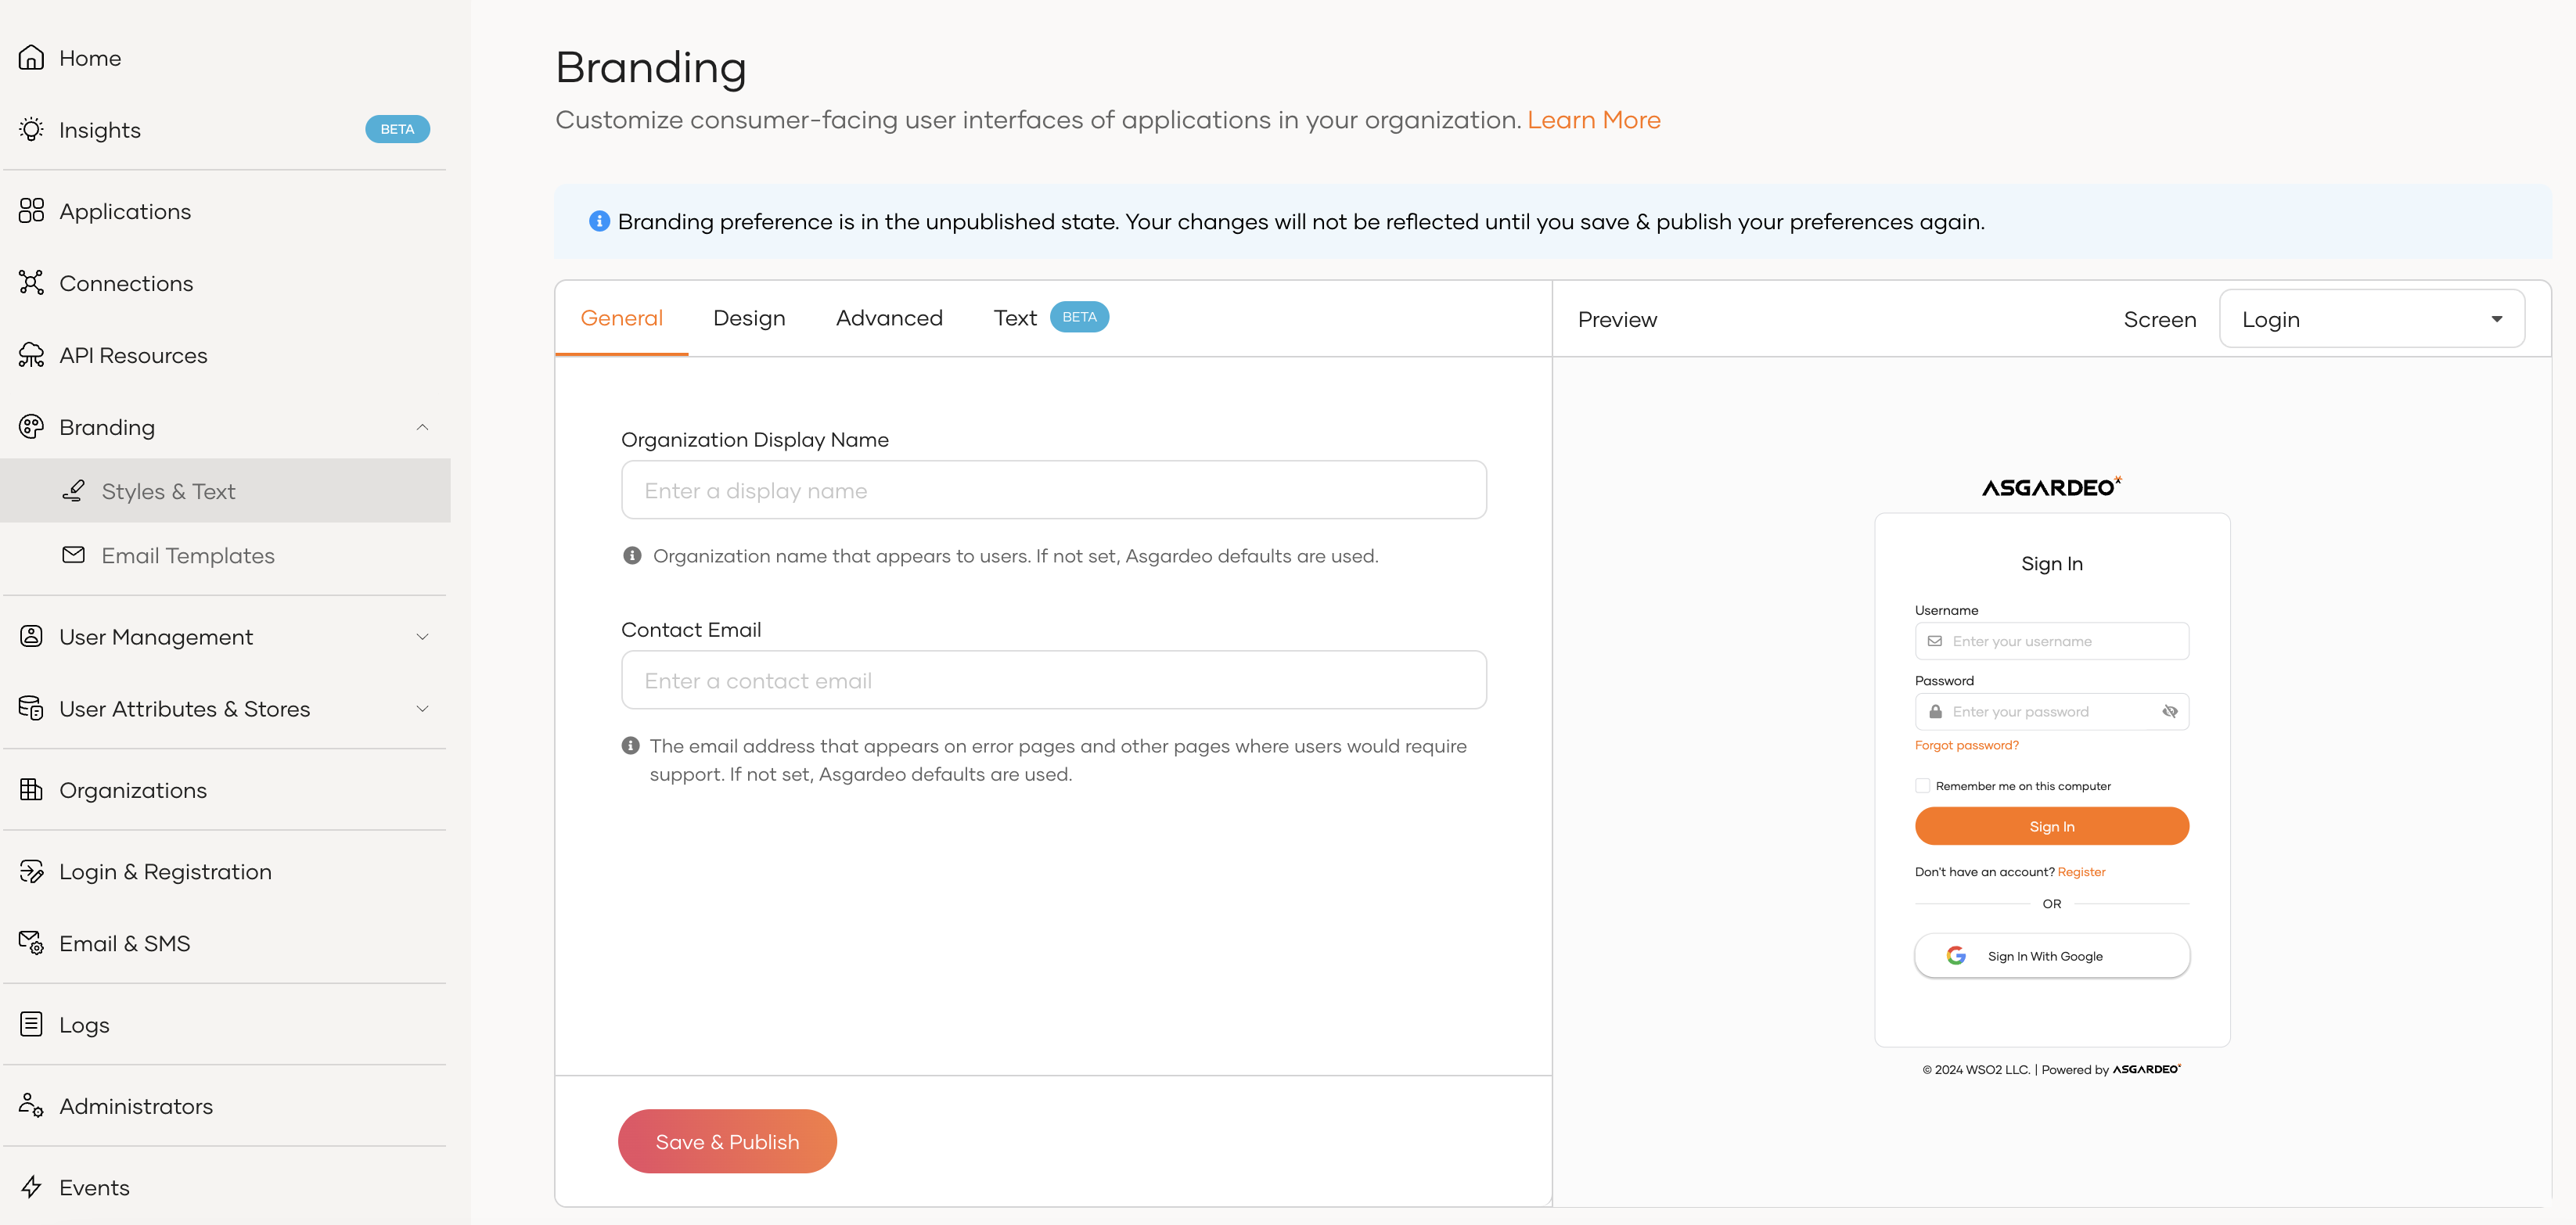 Home
Insights BETA
Applications
Connections
API Resources
Branding
Styles & Text
Email Templates
User Management
User Attributes & Stores
Organizations
Login & Registration
Email & SMS
Logs
Administrators
Events
Branding
Customize consumer-facing user interfaces of applications in your organization. Learn More
Branding preference is in the unpublished state. Your changes will not be reflected until you save & publish your preferences again.
General Design Advanced Text BETA
Organization Display Name
Enter a display name
Organization name that appears to users. If not set, Asgardeo defaults are used.
Contact Email
Enter a contact email
The email address that appears on error pages and other pages where users would require
support. If not set, Asgardeo defaults are used.
Save & Publish
Preview Screen Login
ASGARDEO
Sign In
Username
Enter your username
Password
Enter your password
Forgot password?
Remember me on this computer
Sign In
Don't have an account? Register
OR
Sign In With Google
© 2024 WSO2 LLC. | Powered by ASGARDEO